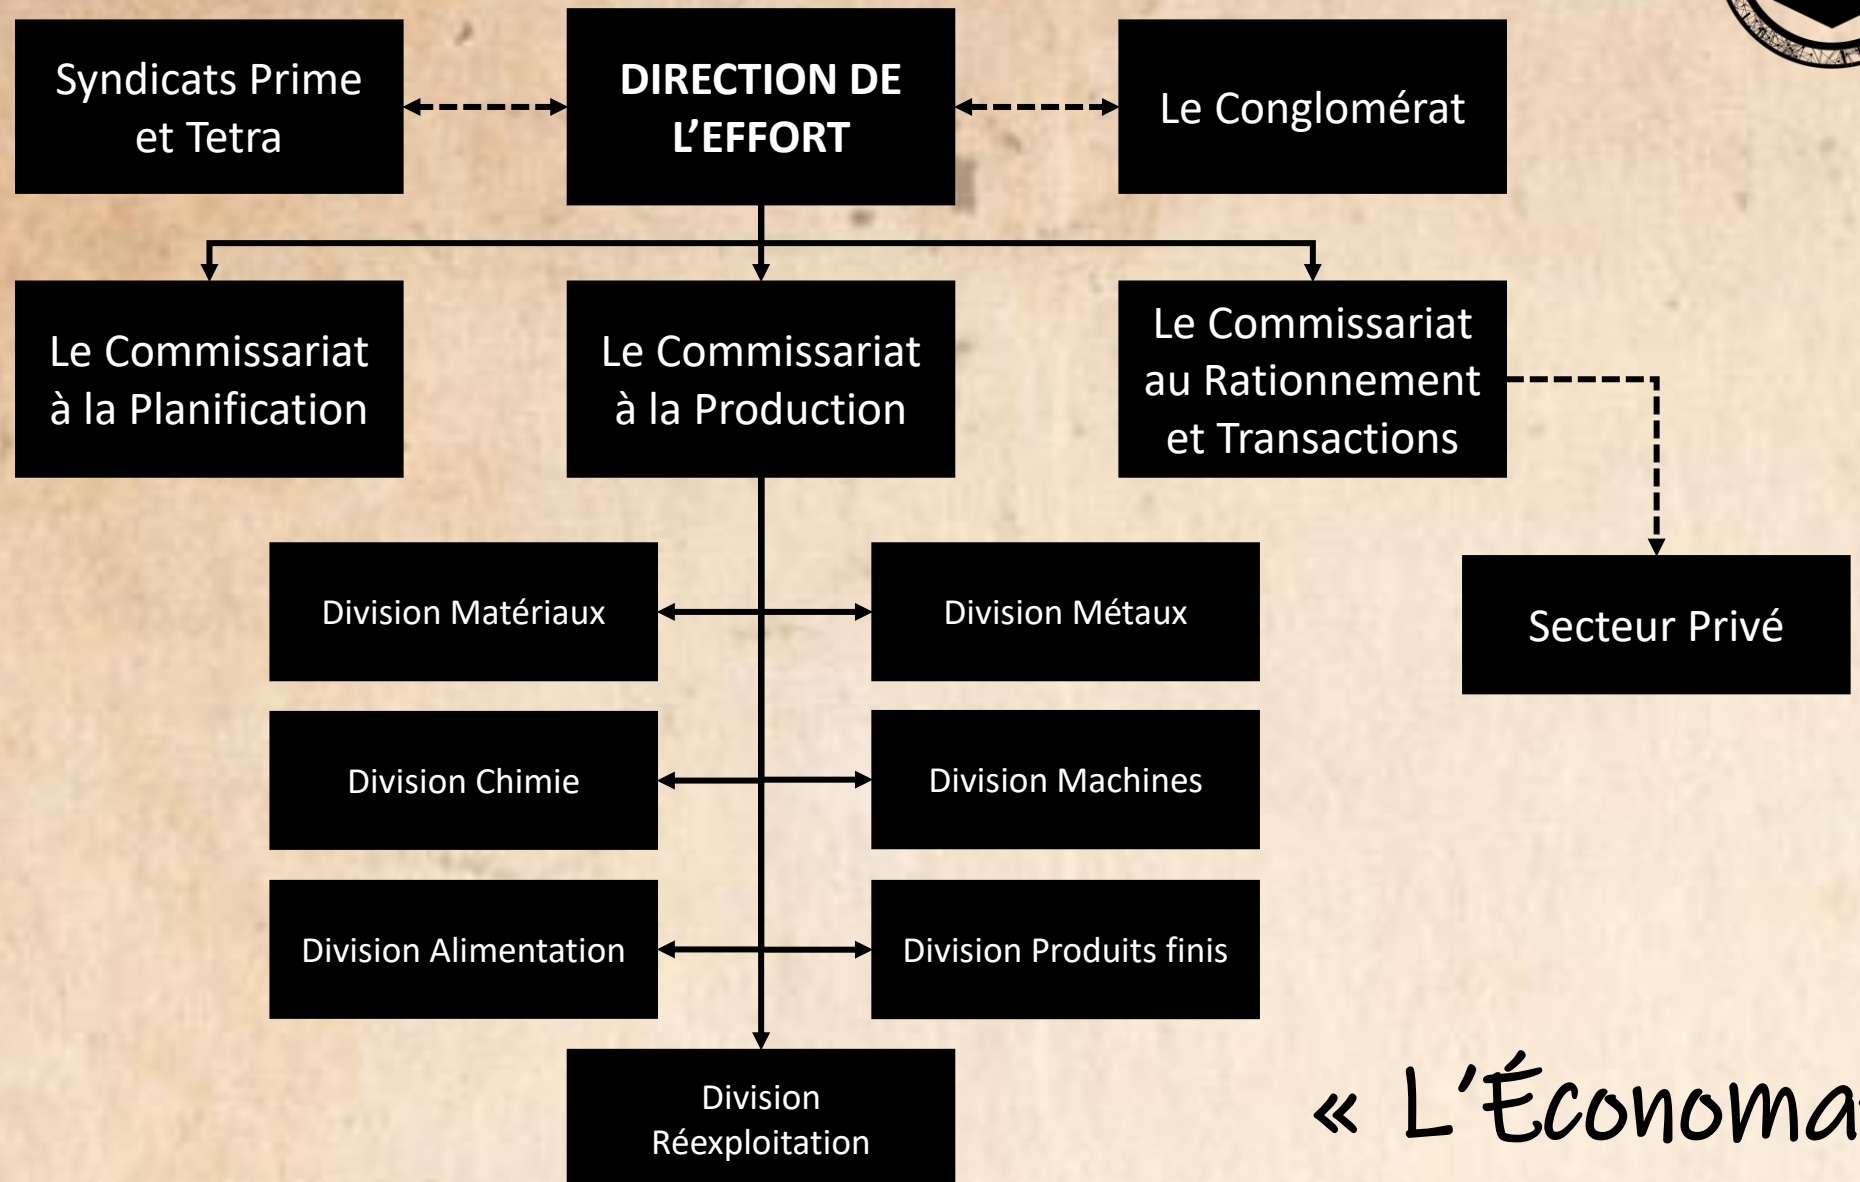 Syndicats Prime
et Tetra
DIRECTION DE
L’EFFORT
Le Conglomérat
Le Commissariat
à la Planification
Le Commissariat
à la Production
Le Commissariat
au Rationnement
et Transactions
Division Matériaux
Division Métaux
Secteur Privé
Division Chimie
Division Machines
Division Alimentation
Division Produits finis
Division
Réexploitation
« L’Économa